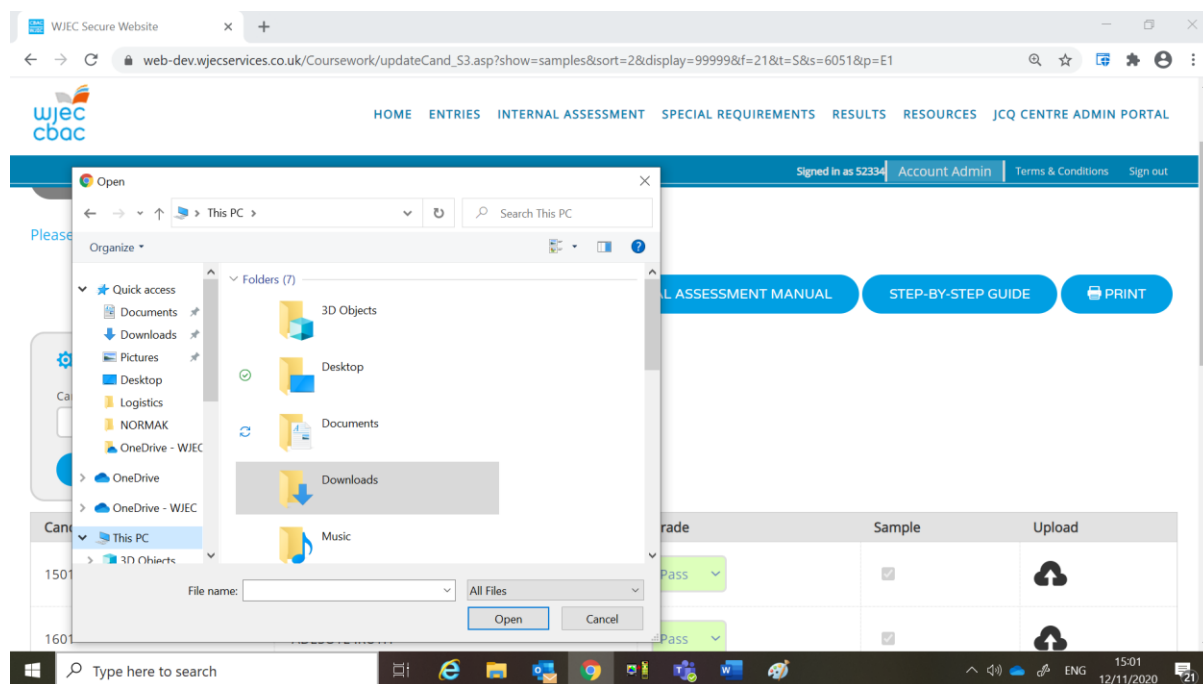 WJEC Secure Website
web-dev.wjecservices.co.uk/Coursework/updateCand_S3.asp?show=samples&sort=2&display=99999&f=21&t=S&s=6051&p=E1
wjec
cbac
HOME ENTRIES INTERNAL ASSESSMENT SPECIAL REQUIREMENTS RESULTS RESOURCES JCQ CENTRE ADMIN PORTAL
Signed in as 52334 Account Admin Terms & Conditions Sign out
Open
This PC
Search This PC
Please
Organize
Quick access
Documents
Downloads
Pictures
Desktop
Logistics
NORMAK
OneDrive - WJEC
OneDrive
OneDrive - WJEC
This PC
3D Objects
Folders (7)
3D Objects
Desktop
Documents
Downloads
Music
File name:
All Files
Open Cancel
L ASSESSMENT MANUAL STEP-BY-STEP GUIDE PRINT
Ca
Cand rade Sample Upload
1501 Pass
1601 Pass
Type here to search
ENG
15:01
12/11/2020
21